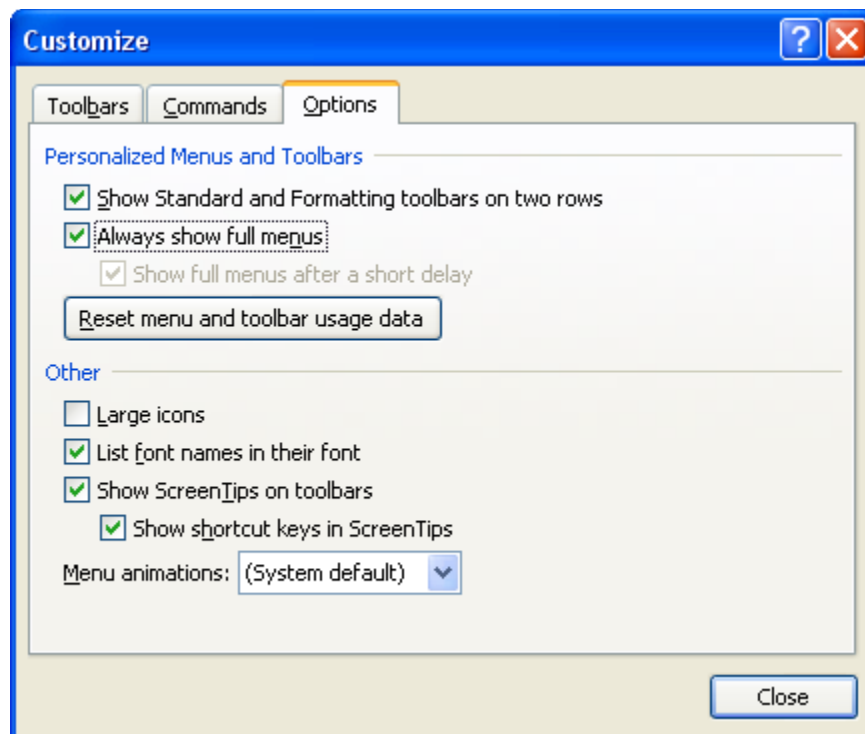 Customize
Toolbars Commands Options
Personalized Menus and Toolbars
Show Standard and Formatting toolbars on two rows
Always show full menus
Show full menus after a short delay
Reset menu and toolbar usage data
Other
Large icons
List font names in their font
Show ScreenTips on toolbars
Show shortcut keys in ScreenTips
Menu animations: (System default)
Close